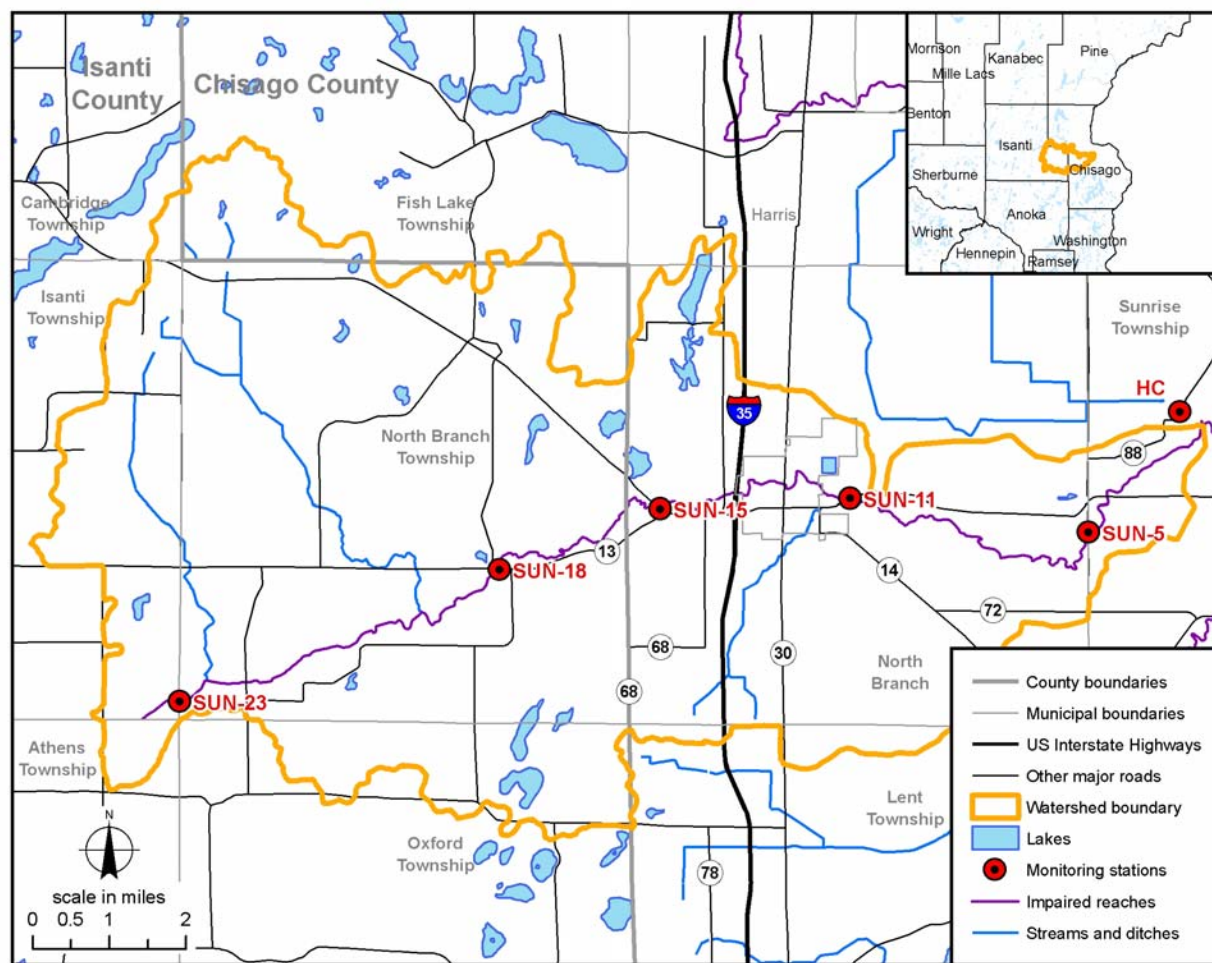 Isanti
County
Chisago County
Cambridge
Township
Fish Lake
Township
Harris
Isanti
Township
Sunrise
Township
North Branch
Township
HC
35
88
SUN-11
SUN-15
SUN-5
13
SUN-18
14
72
68
30
68
North
Branch
SUN-23
Athens
Township
Oxford
Township
Lent
Township
78
N
scale in miles
0 0.5 1 2
Morrison
Kanabec
Pine
Mille Lacs
Benton
Isanti
Sherburne
Chisago
Anoka
Wright
Washington
Hennepin
Ramsey
County boundaries
Municipal boundaries
US Interstate Highways
Other major roads
Watershed boundary
Lakes
Monitoring stations
Impaired reaches
Streams and ditches